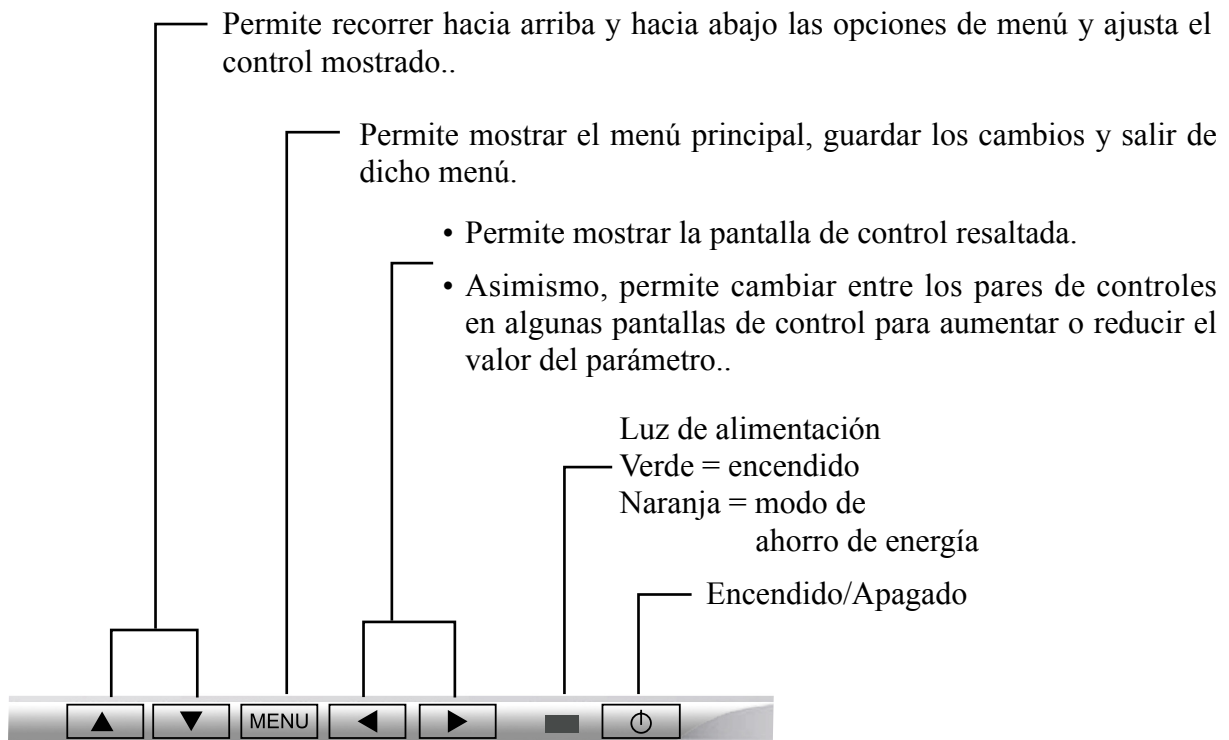 Permite recorrer hacia arriba y hacia abajo las opciones de menú y ajusta el
control mostrado..
Permite mostrar el menú principal, guardar los cambios y salir de
dicho menú.
• Permite mostrar la pantalla de control resaltada.
• Asimismo, permite cambiar entre los pares de controles
en algunas pantallas de control para aumentar o reducir el
valor del parámetro..
Luz de alimentación
Verde = encendido
Naranja = modo de
ahorro de energía
Encendido/Apagado
MENU